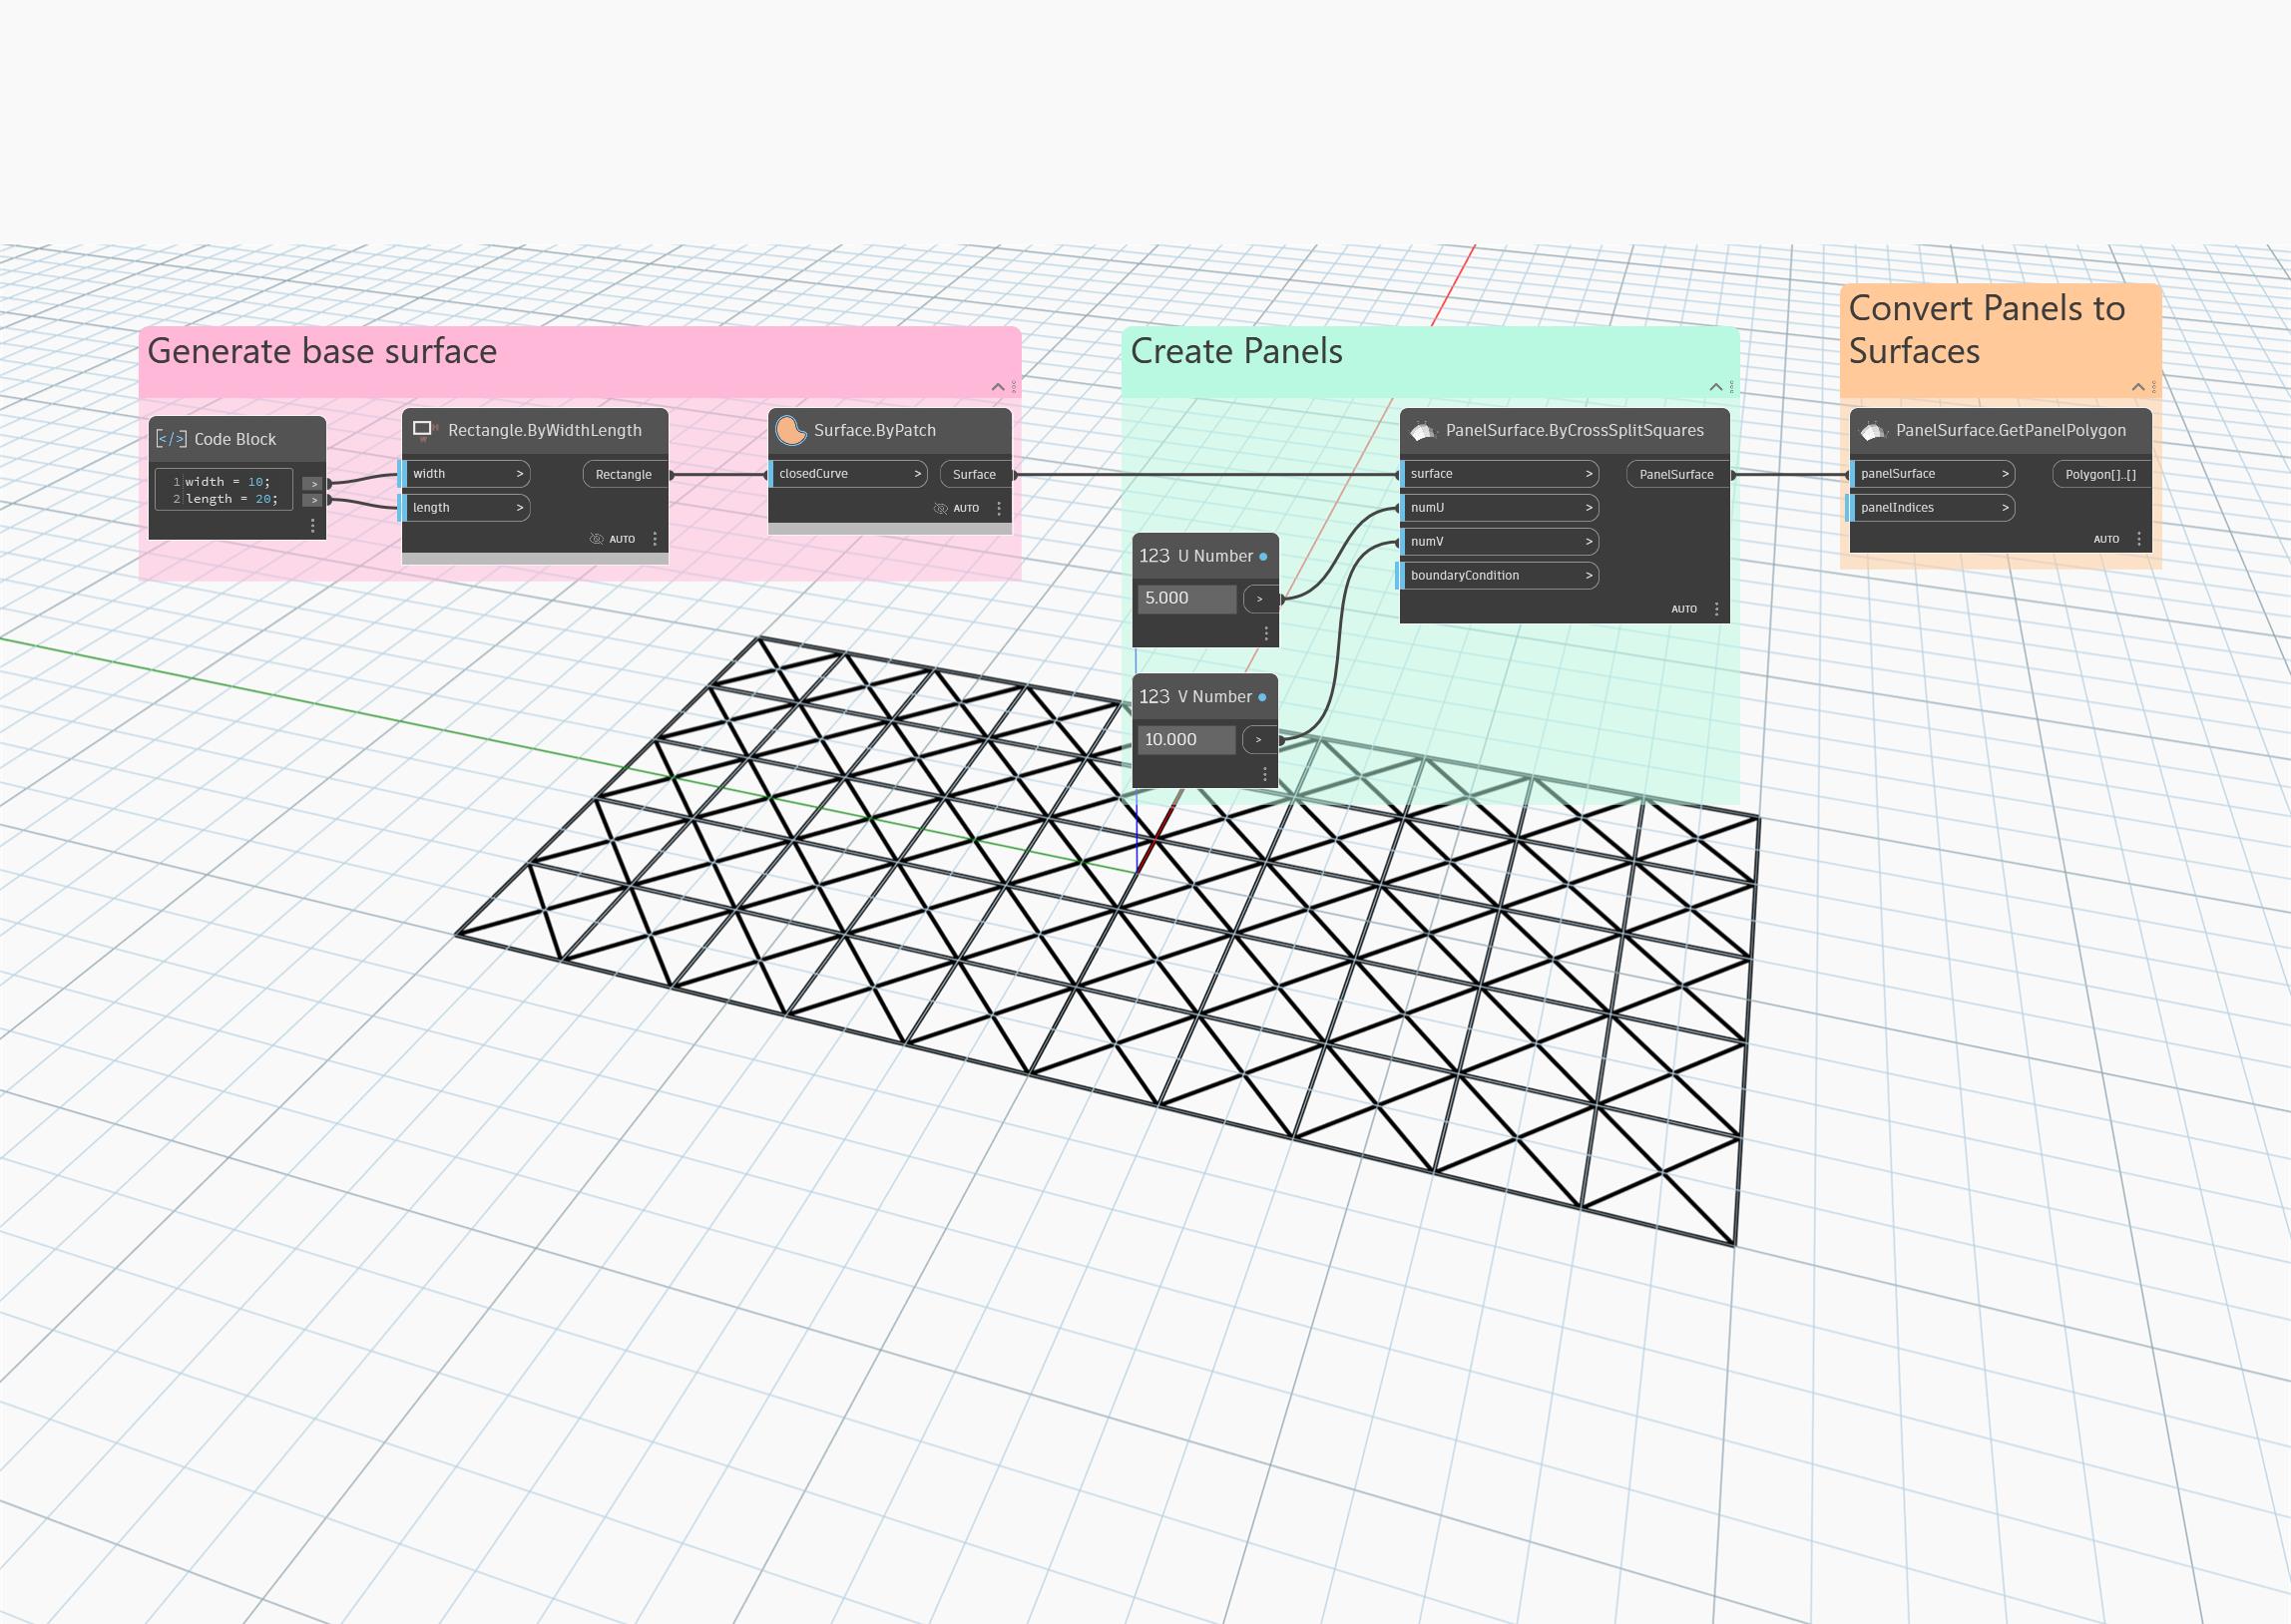 Generate base surface
Code Block
1 width = 10;
2 length = 20;
>
>
Rectangle.ByWidthLength
width >
Rectangle
length >
AUTO
Surface.ByPatch
closedCurve >
Surface
AUTO
Create Panels
123 U Number
5.000 >
123 V Number
10.000 >
PanelSurface.ByCrossSplitSquares
surface >
PanelSurface
numU >
numV >
boundaryCondition >
AUTO
Convert Panels to
Surfaces
PanelSurface.GetPanelPolygon
panelSurface >
Polygon[]..[]
panelIndices >
AUTO